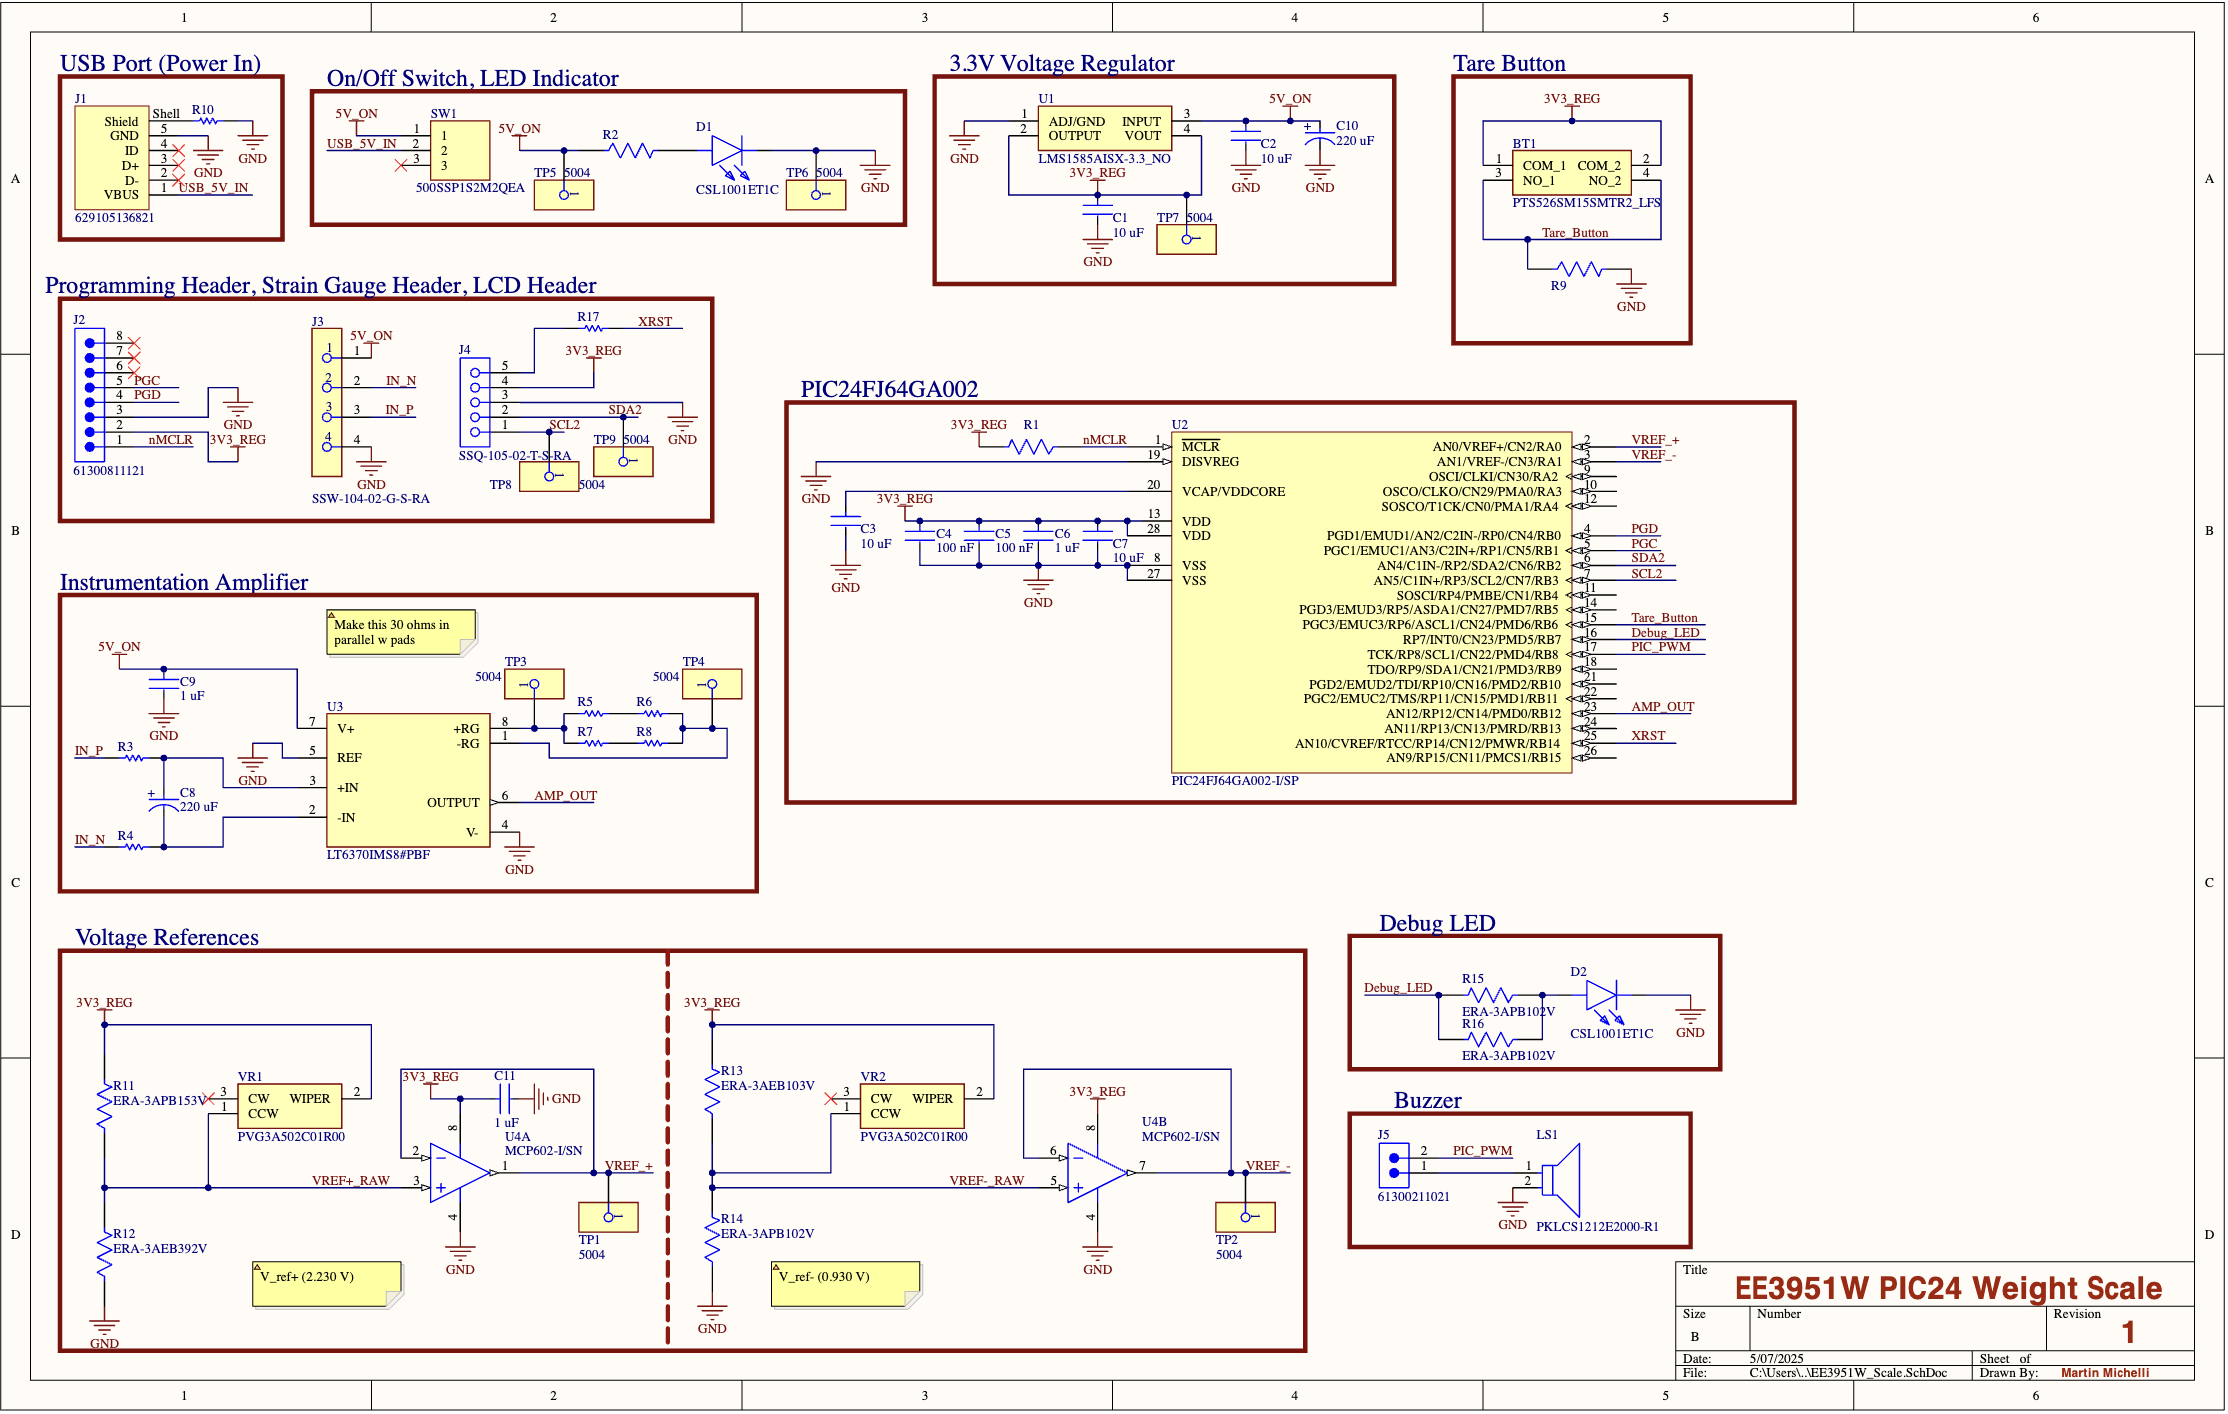 1 2 3 4 5 6
A
B
C
D
A
B
C
D
USB Port (Power In)
J1
Shell
R10
Shield
GND 5
ID 4
D+ 3
D- 2
VBUS 1
USB_5V_IN
GND
GND
629105136821
On/Off Switch, LED Indicator
5V_ON
SW1
1 1
USB_5V_IN 2 2
3 3
500SSP1S2M2QEA
5V_ON
R2
D1
TP5 5004
1
CSL1001ET1C
TP6 5004
1
GND
3.3V Voltage Regulator
U1
5V_ON
1 ADJ/GND INPUT 3
2 OUTPUT VOUT 4
LMS1585AISX-3.3_NO
GND
3V3_REG
C2
10 uF
GND
+ C10
220 uF
GND
C1
10 uF
GND
TP7 5004
1
Tare Button
3V3_REG
BT1
1 COM_1 COM_2 2
3 NO_1 NO_2 4
PTS526SM15SMTR2_LFS
Tare_Button
R9
GND
Programming Header, Strain Gauge Header, LCD Header
J2
8
7
6
5 PGC
4 PGD
3
2
1 nMCLR
GND
3V3_REG
61300811121
J3
5V_ON
1 1
2 2 IN_N
3 3 IN_P
4 4
GND
SSW-104-02-G-S-RA
R17
XRST
J4
3V3_REG
5
4
3
2 SDA2
1 SCL2
GND
SSQ-105-02-T-S-RA
TP9 5004
1
TP8 5004
1
PIC24FJ64GA002
3V3_REG
R1
nMCLR
U2
1 MCLR
19 DISVREG
GND
20 VCAP/VDDCORE
3V3_REG
13 VDD
28 VDD
8 VSS
27 VSS
C3
10 uF
GND
C4
100 nF
C5
100 nF
C6
1 uF
C7
10 uF
GND
AN0/VREF+/CN2/RA0 2 VREF_+
AN1/VREF-/CN3/RA1 3 VREF_-
OSCI/CLKI/CN30/RA2 9
OSCO/CLKO/CN29/PMA0/RA3 10
SOSCO/T1CK/CN0/PMA1/RA4 12
PGD1/EMUD1/AN2/C2IN-/RP0/CN4/RB0 4 PGD
PGC1/EMUC1/AN3/C2IN+/RP1/CN5/RB1 5 PGC
AN4/C1IN-/RP2/SDA2/CN6/RB2 6 SDA2
AN5/C1IN+/RP3/SCL2/CN7/RB3 7 SCL2
SOSCI/RP4/PMBE/CN1/RB4 11
PGD3/EMUD3/RP5/ASDA1/CN27/PMD7/RB5 14
PGC3/EMUC3/RP6/ASCL1/CN24/PMD6/RB6 15 Tare_Button
RP7/INT0/CN23/PMD5/RB7 16 Debug_LED
TCK/RP8/SCL1/CN22/PMD4/RB8 17 PIC_PWM
TDO/RP9/SDA1/CN21/PMD3/RB9 18
PGD2/EMUD2/TDI/RP10/CN16/PMD2/RB10 21
PGC2/EMUC2/TMS/RP11/CN15/PMD1/RB11 22
AN12/RP12/CN14/PMD0/RB12 23 AMP_OUT
AN11/RP13/CN13/PMRD/RB13 24
AN10/CVREF/RTCC/RP14/CN12/PMWR/RB14 25 XRST
AN9/RP15/CN11/PMCS1/RB15 26
PIC24FJ64GA002-I/SP
Instrumentation Amplifier
Make this 30 ohms in
parallel w pads
5V_ON
C9
1 uF
GND
IN_P R3
+ C8
220 uF
IN_N R4
GND
U3
7 V+
5 REF
3 +IN
2 -IN
+RG 8
-RG 1
OUTPUT 6 AMP_OUT
V- 4
GND
LT6370IMS8#PBF
TP3
5004 1
TP4
5004 1
R5 R6
R7 R8
Voltage References
3V3_REG
R11
ERA-3APB153V
VR1
3 CW WIPER 2
1 CCW
PVG3A502C01R00
3V3_REG
C11
GND
1 uF
U4A
MCP602-I/SN
8
2
1
3
4
VREF+_RAW
VREF_+
R12
ERA-3AEB392V
GND
GND
TP1
5004
1
V_ref+ (2.230 V)
3V3_REG
R13
ERA-3AEB103V
VR2
3 CW WIPER 2
1 CCW
PVG3A502C01R00
3V3_REG
U4B
MCP602-I/SN
8
6
7
5
4
VREF-_RAW
VREF_-
R14
ERA-3APB102V
GND
GND
TP2
5004
1
V_ref- (0.930 V)
Debug LED
Debug_LED
R15
ERA-3APB102V
R16
ERA-3APB102V
D2
CSL1001ET1C
GND
Buzzer
J5
2 PIC_PWM
1
61300211021
LS1
1
2
GND
PKLCS1212E2000-R1
Title
EE3951W PIC24 Weight Scale
Size
B
Number
Revision
1
Date: 5/07/2025 Sheet of
File: C:\Users\..\EE3951W_Scale.SchDoc Drawn By: Martin Michelli
1 2 3 4 5 6